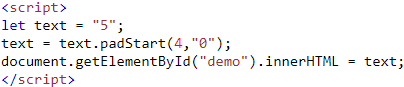 <script>
let text = "5";
text = text.padStart(4,"0");
document.getElementById("demo").innerHTML = text;
</script>